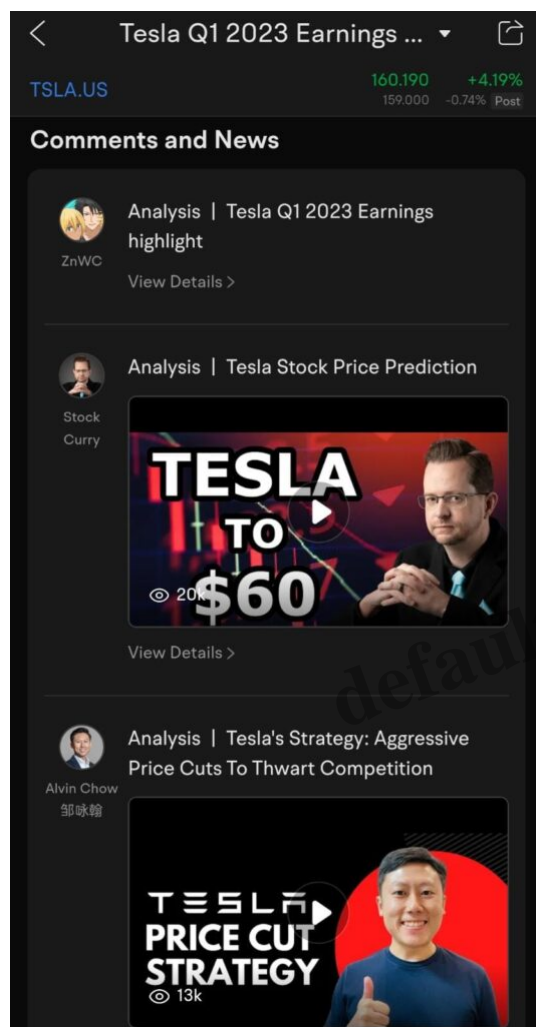 Tesla Q1 2023 Earnings ...
TSLA.US
160.190 +4.19%
159.000 -0.74% Post
Comments and News
ZnWC
Analysis | Tesla Q1 2023 Earnings
highlight
View Details >
Stock
Curry
Analysis | Tesla Stock Price Prediction
TESLA
TO
$60
20k
View Details >
Alvin Chow
邹咏翰
Analysis | Tesla's Strategy: Aggressive
Price Cuts To Thwart Competition
TESLA
PRICE CUT
STRATEGY
13k
defaul